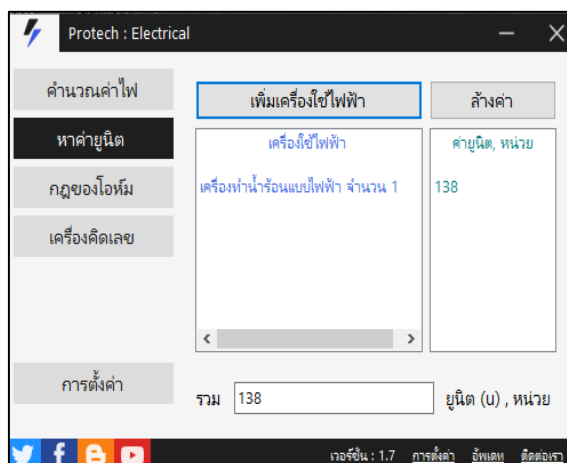 Protech : Electrical
คำนวณค่าไฟ
หาค่ายูนิต
กฎของโอห์ม
เครื่องคิดเลข
การตั้งค่า
เพิ่มเครื่องใช้ไฟฟ้า
ล้างค่า
เครื่องใช้ไฟฟ้า
เครื่องทำน้ำร้อนแบบไฟฟ้า จำนวน 1
ค่ายูนิต, หน่วย
138
รวม 138 ยูนิต (u) , หน่วย
เวอร์ชั่น : 1.7 การตั้งค่า อัพเดท ติดต่อเรา